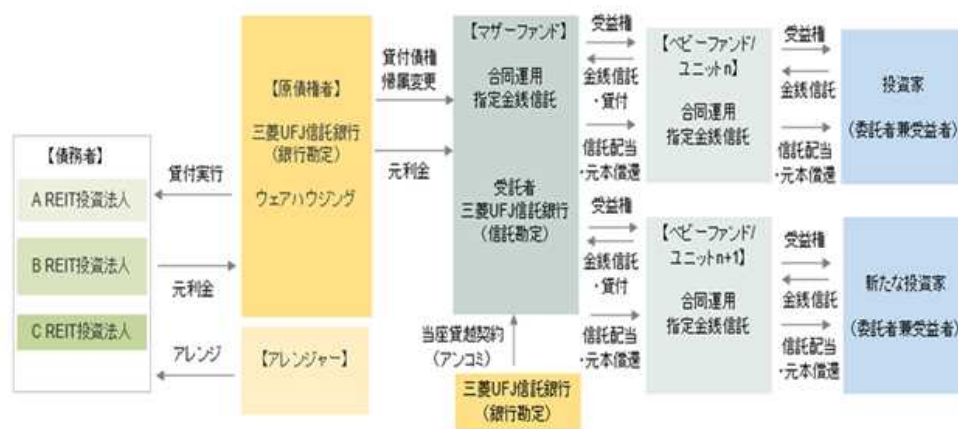 【債務者】
A REIT投資法人
B REIT投資法人
C REIT投資法人
貸付実行
元利金
アレンジ
【原債権者】
三菱UFJ信託銀行
(銀行勘定)
ウェアハウジング
【アレンジャー】
貸付債権
帰属変更
元利金
【マザーファンド】
合同運用
指定金銭信託
受託者
三菱UFJ信託銀行
(信託勘定)
当座貸越契約
(アンコミ)
三菱UFJ信託銀行
(銀行勘定)
受益権
金銭信託
・貸付
信託配当
・元本償還
受益権
金銭信託
・貸付
信託配当
・元本償還
【ベビーファンド/
ユニットn】
合同運用
指定金銭信託
【ベビーファンド/
ユニットn+1】
合同運用
指定金銭信託
受益権
金銭信託
信託配当
・元本償還
受益権
金銭信託
信託配当
・元本償還
投資家
(委託者兼受益者)
新たな投資家
(委託者兼受益者)